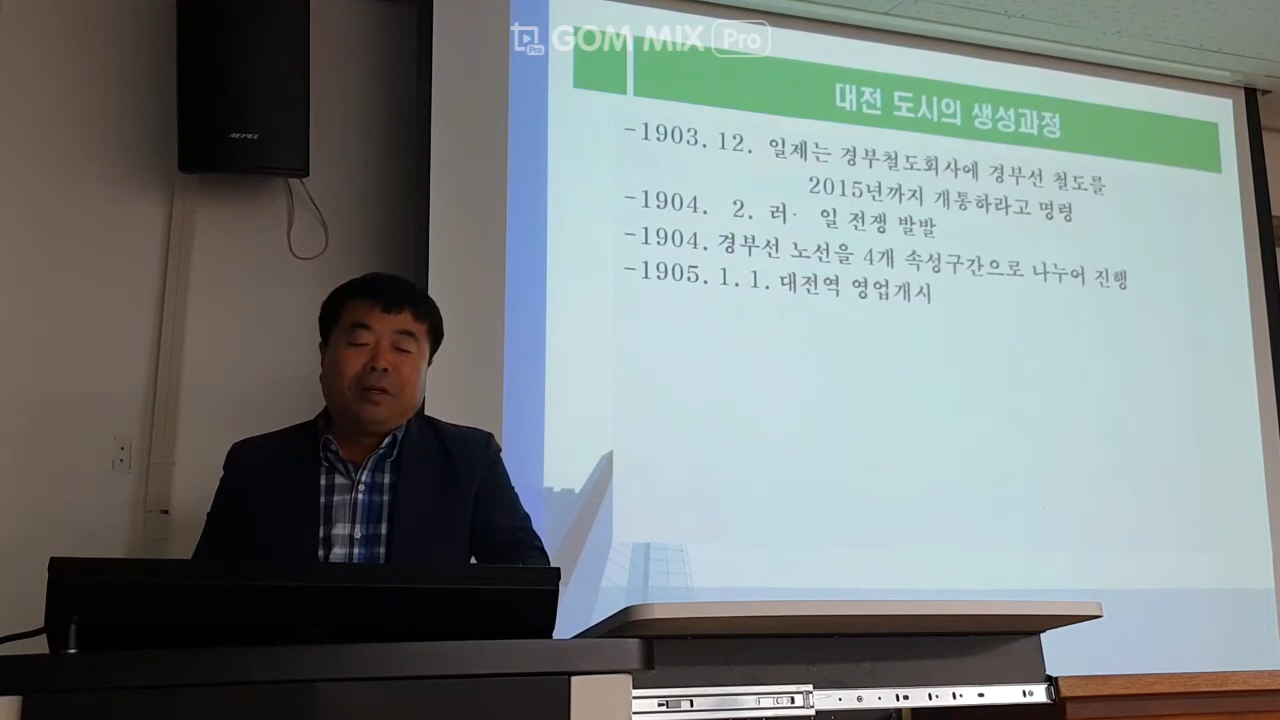 GOM MIX Pro
대전 도시의 생성과정
-1903. 12. 일제는 경부철도회사에 경부선 철도를
2015년까지 개통하라고 명령
-1904. 2. 러· 일 전쟁 발발
-1904. 경부선 노선을 4개 속성구간으로 나누어 진행
-1905. 1. 1. 대전역 영업개시